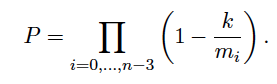 P = ∏_{i=0,...,n−3} (1 − k/m_i).